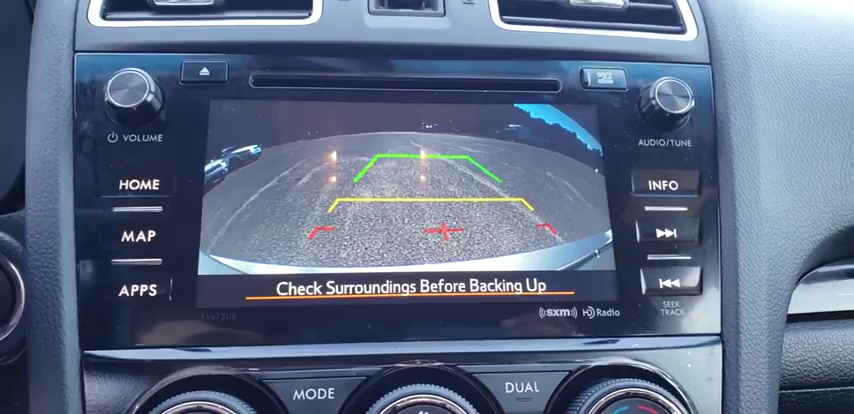 VOLUME
AUDIO/TUNE
HOME
INFO
MAP
APPS
SEEK
TRACK
Check Surroundings Before Backing Up
sxm
HD Radio
MODE
DUAL